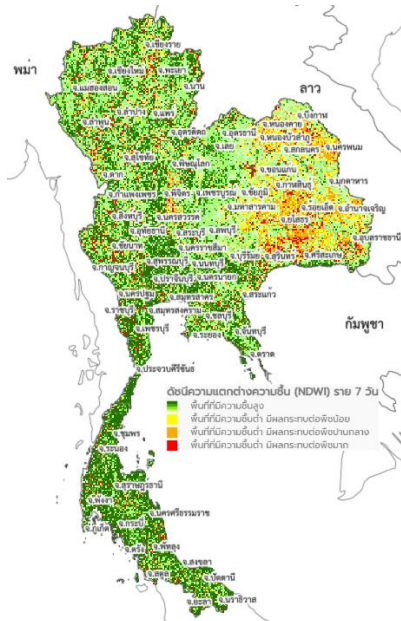 พม่า
ลาว
กัมพูชา
จ.เชียงราย
จ.เชียงใหม่
จ.พะเยา
จ.น่าน
จ.แม่ฮ่องสอน
จ.ลำปาง
จ.แพร่
จ.ลำพูน
จ.อุตรดิตถ์
จ.อุดรธานี
จ.บึงกาฬ
จ.หนองคาย
จ.หนองบัวลำภู
จ.เลย
จ.สกลนคร
จ.นครพนม
จ.สุโขทัย
จ.พิษณุโลก
จ.ตาก
จ.ขอนแก่น
จ.มุกดาหาร
จ.กำแพงเพชร
จ.พิจิตร
จ.เพชรบูรณ์
จ.ชัยภูมิ
จ.กาฬสินธุ์
จ.สิงห์บุรี
จ.นครสวรรค์
จ.มหาสารคาม
จ.ร้อยเอ็ด
จ.อำนาจเจริญ
จ.อุทัยธานี
จ.สระบุรี
จ.ลพบุรี
จ.ยโสธร
จ.อุบลราชธานี
จ.ชัยนาท
จ.นครราชสีมา
จ.บุรีรัมย์
จ.สุรินทร์
จ.ศรีสะเกษ
จ.กาญจนบุรี
จ.สุพรรณบุรี
จ.นนทบุรี
จ.ปราจีนบุรี
จ.นครนายก
จ.สระแก้ว
จ.นครปฐม
จ.สมุทรสาคร
จ.ราชบุรี
จ.สมุทรสงคราม
จ.ชลบุรี
จ.เพชรบุรี
จ.ระยอง
จ.จันทบุรี
จ.ตราด
จ.ประจวบคีรีขันธ์
ดัชนีความแตกต่างความชื้น (NDWI) ราย 7 วัน
พื้นที่ที่มีความชื้นสูง
พื้นที่ที่มีความชื้นต่ำ มีผลกระทบต่อพืชน้อย
พื้นที่ที่มีความชื้นต่ำ มีผลกระทบต่อพืชปานกลาง
พื้นที่ที่มีความชื้นต่ำ มีผลกระทบต่อพืชมาก
จ.ชุมพร
จ.ระนอง
จ.สุราษฎรธานี
จ.พังงา
จ.นครศรีธรรมราช
จ.ภูเก็ต
จ.กระบี่
จ.ตรัง
จ.พัทลุง
จ.สงขลา
จ.สตูล
จ.ปัตตานี
จ.ยะลา
จ.นราธิวาส